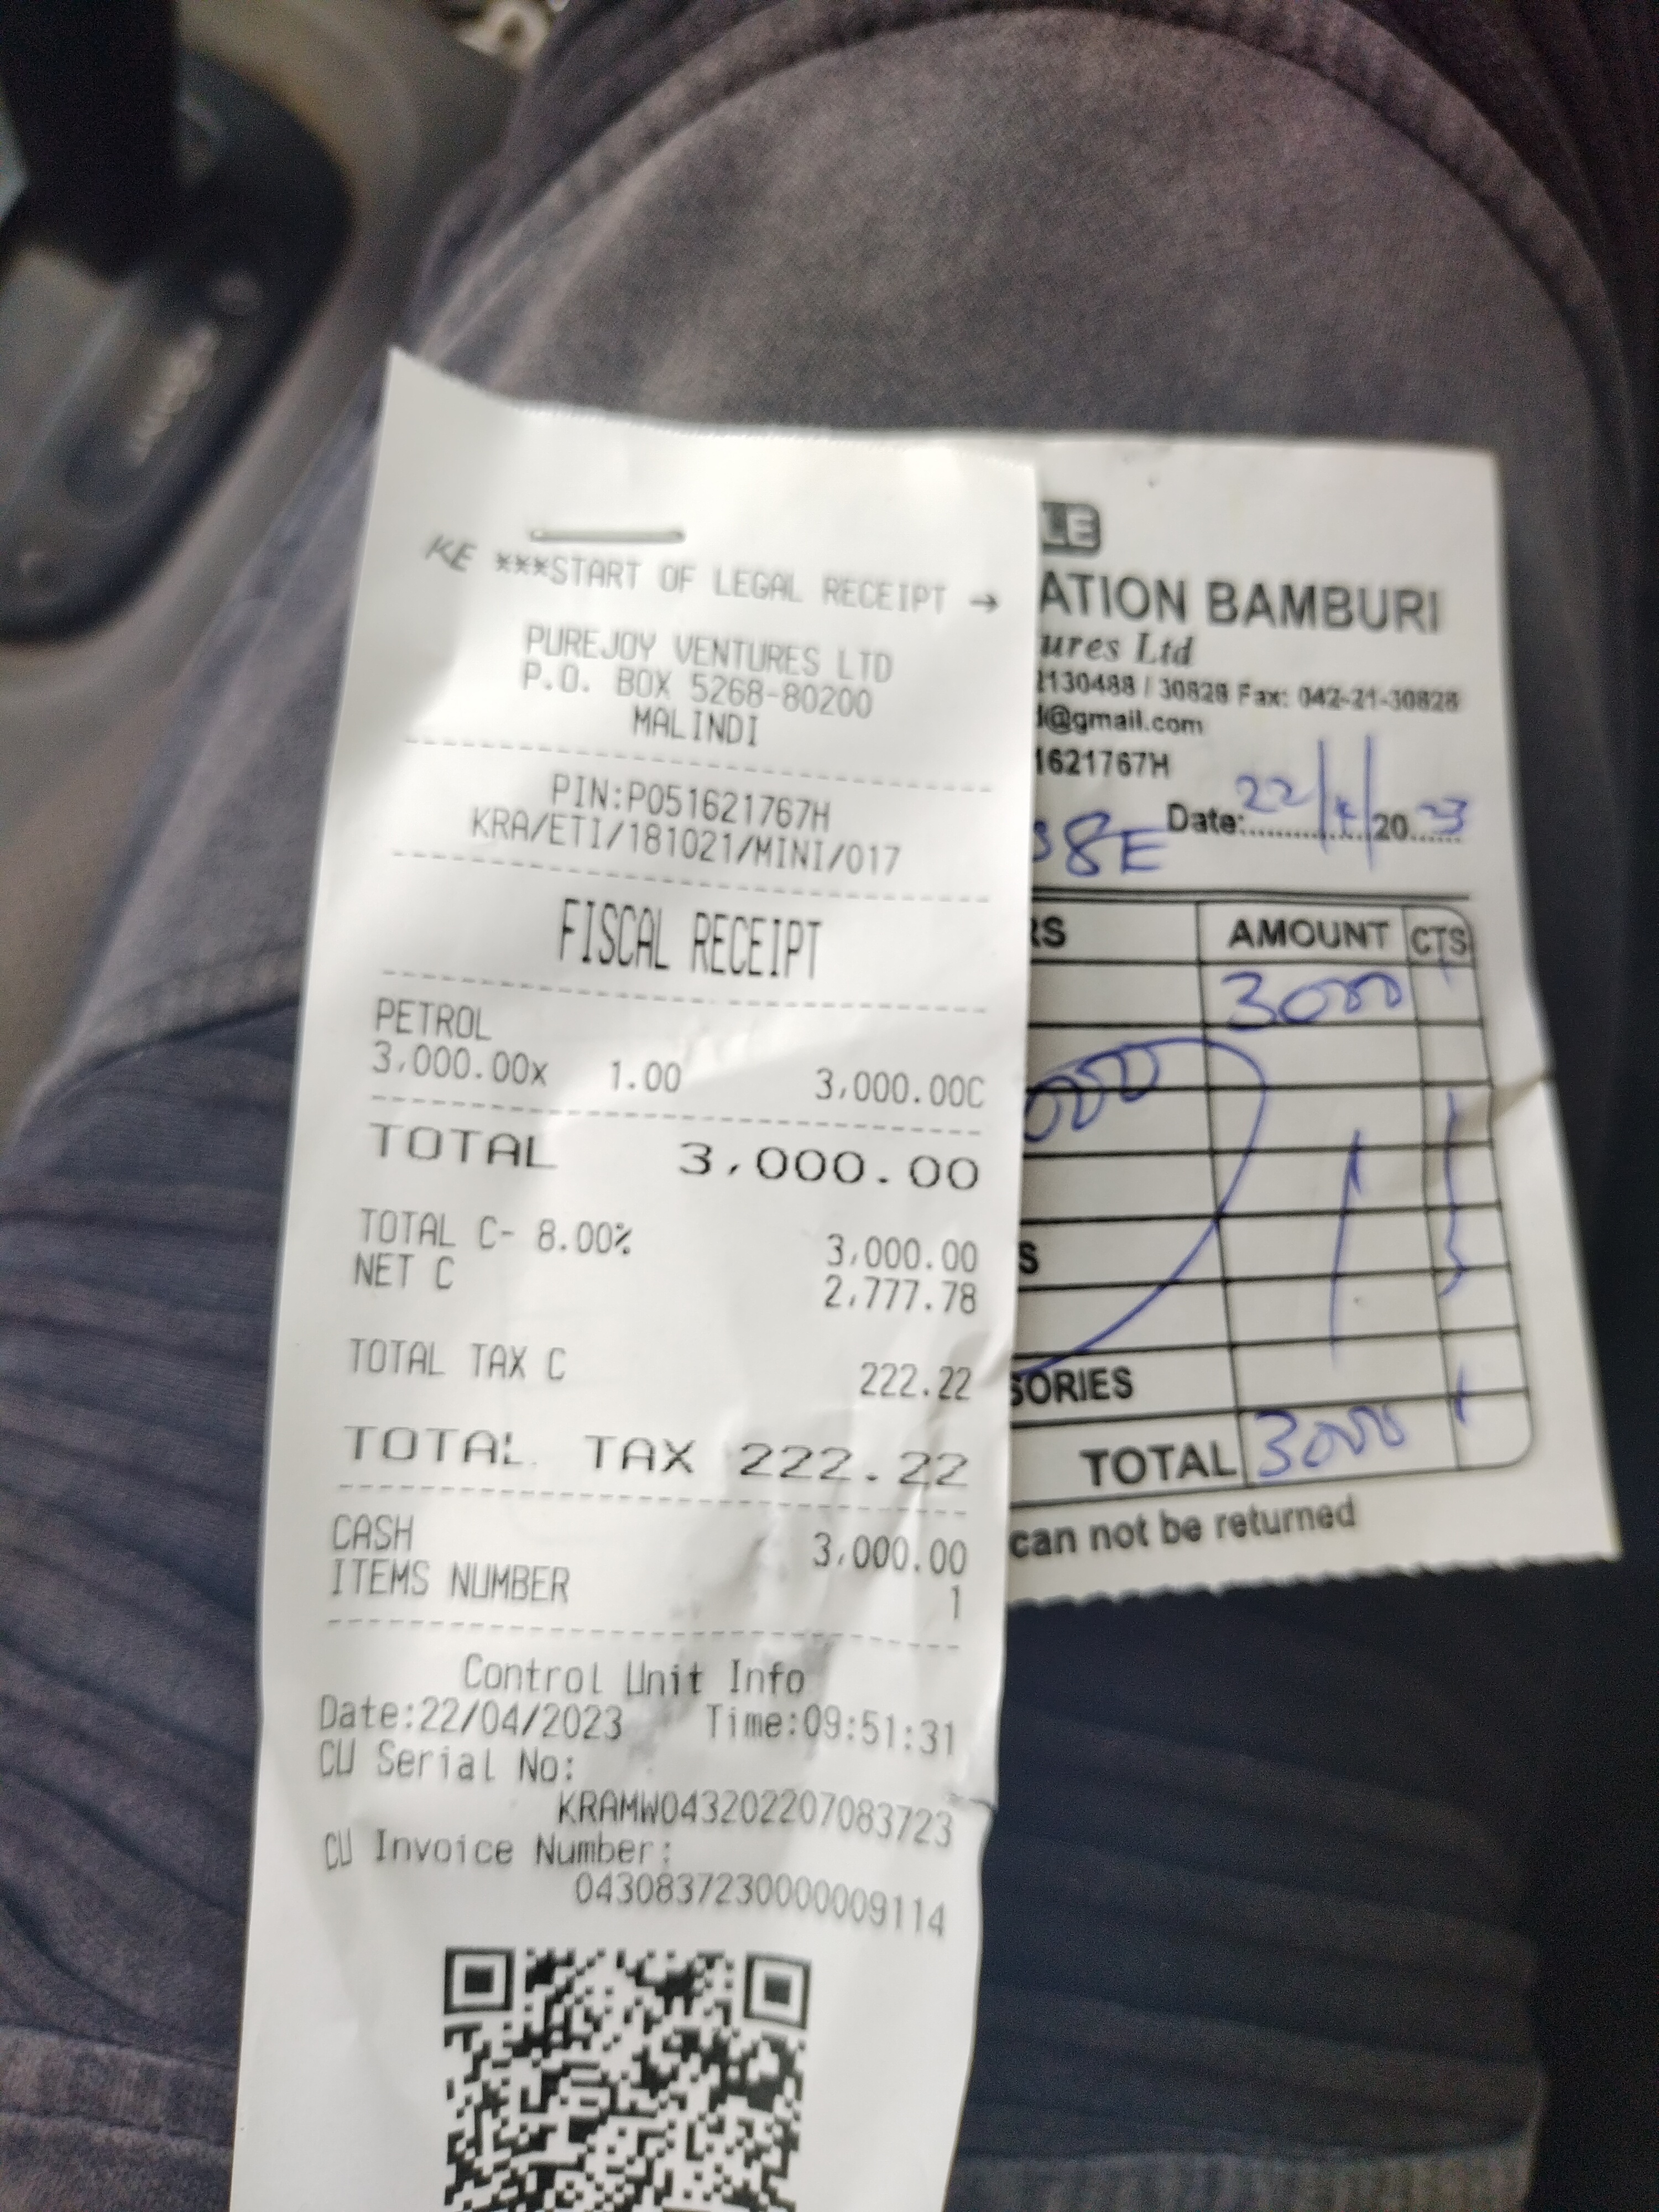 KE ***START OF LEGAL RECEIPT →
PUREJOY VENTURES LTD
P.O. BOX 5268-80200
MALINDI
PIN:P051621767H
KRA/ETI/181021/MINI/017
FISCAL RECEIPT
PETROL
3,000.00x 1.00 3,000.00C
TOTAL 3,000.00
TOTAL C- 8.00% 3,000.00
NET C 2,777.78
TOTAL TAX C 222.22
TOTAL TAX 222.22
CASH 3,000.00
ITEMS NUMBER 1
Control Unit Info
Date:22/04/2023 Time:09:51:31
CU Serial No:
KRAMW043202207083723
CU Invoice Number:
0430837230000009114
LE
ATION BAMBURI
ures Ltd
2130488 / 30828 Fax: 042-21-30828
@gmail.com
1621767H
8E Date: 22/4/2023
RS AMOUNT CTS
3000
000
S
SORIES
TOTAL 3000
can not be returned